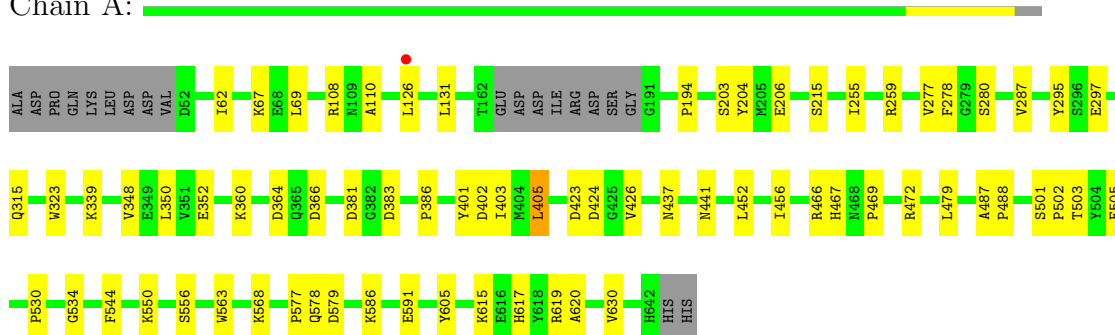 Chain A:
ALA ASP PRO GLN LYS LEU ASP ASP VAL D52 I62 K67 E68 L69 R108 N109 A110 L126 L131 T162 GLU ASP ASP ILE ARG ASP SER GLY G191 P194 S203 Y204 M205 E206 S215 I255 R259 V277 F278 G279 S280 V287 Y295 S296 E297
Q315 W323 K339 V348 E349 L350 V351 E352 K360 D364 Q365 D366 D381 G382 D383 P386 Y401 D402 I403 M404 L405 D423 D424 G425 V426 N437 N441 L452 I456 R466 H467 N468 P469 R472 L479 A487 P488 S501 P502 T503 Y504
P530 G534 F544 K550 S556 W563 K568 P577 Q578 D579 K586 E591 Y605 K615 E616 H617 Y618 R619 A620 V630 H642 HIS HIS